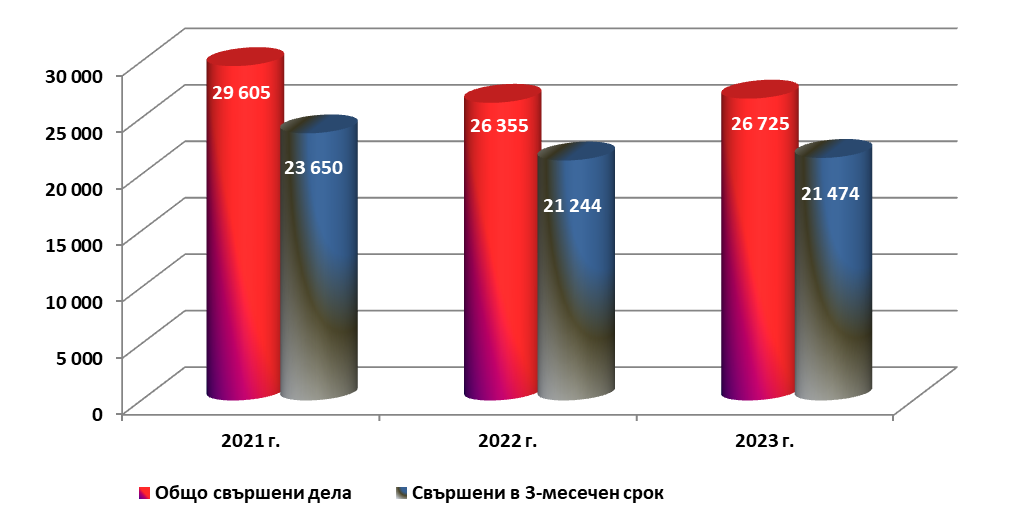 30 000
25 000
20 000
15 000
10 000
5 000
0
29 605
23 650
26 355
21 244
26 725
21 474
2021 г.
2022 г.
2023 г.
Общо свършени дела
Свършени в 3-месечен срок